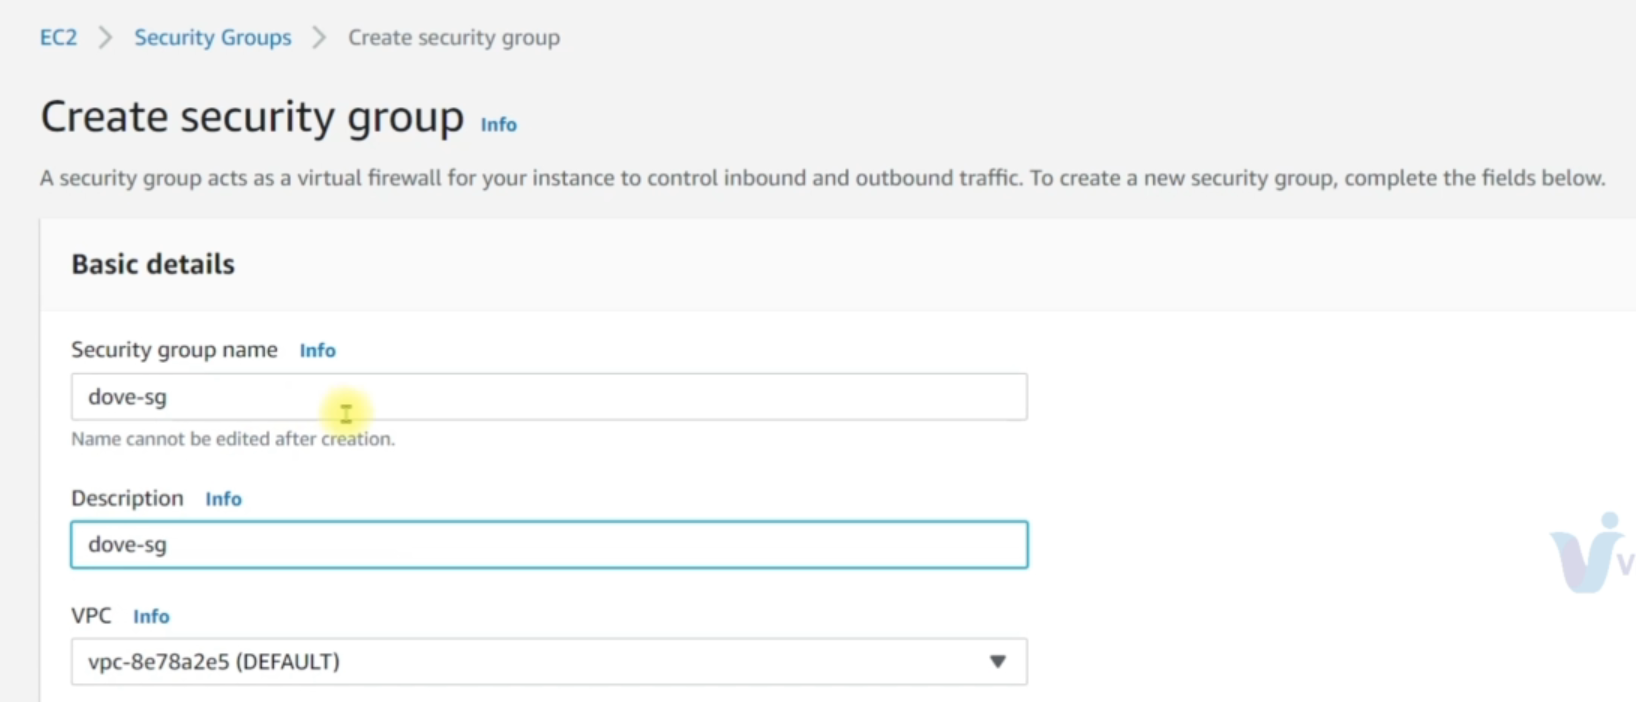 EC2 > Security Groups > Create security group
Create security group Info
A security group acts as a virtual firewall for your instance to control inbound and outbound traffic. To create a new security group, complete the fields below.
Basic details
Security group name Info
dove-sg
Name cannot be edited after creation.
Description Info
dove-sg
VPC Info
vpc-8e78a2e5 (DEFAULT)